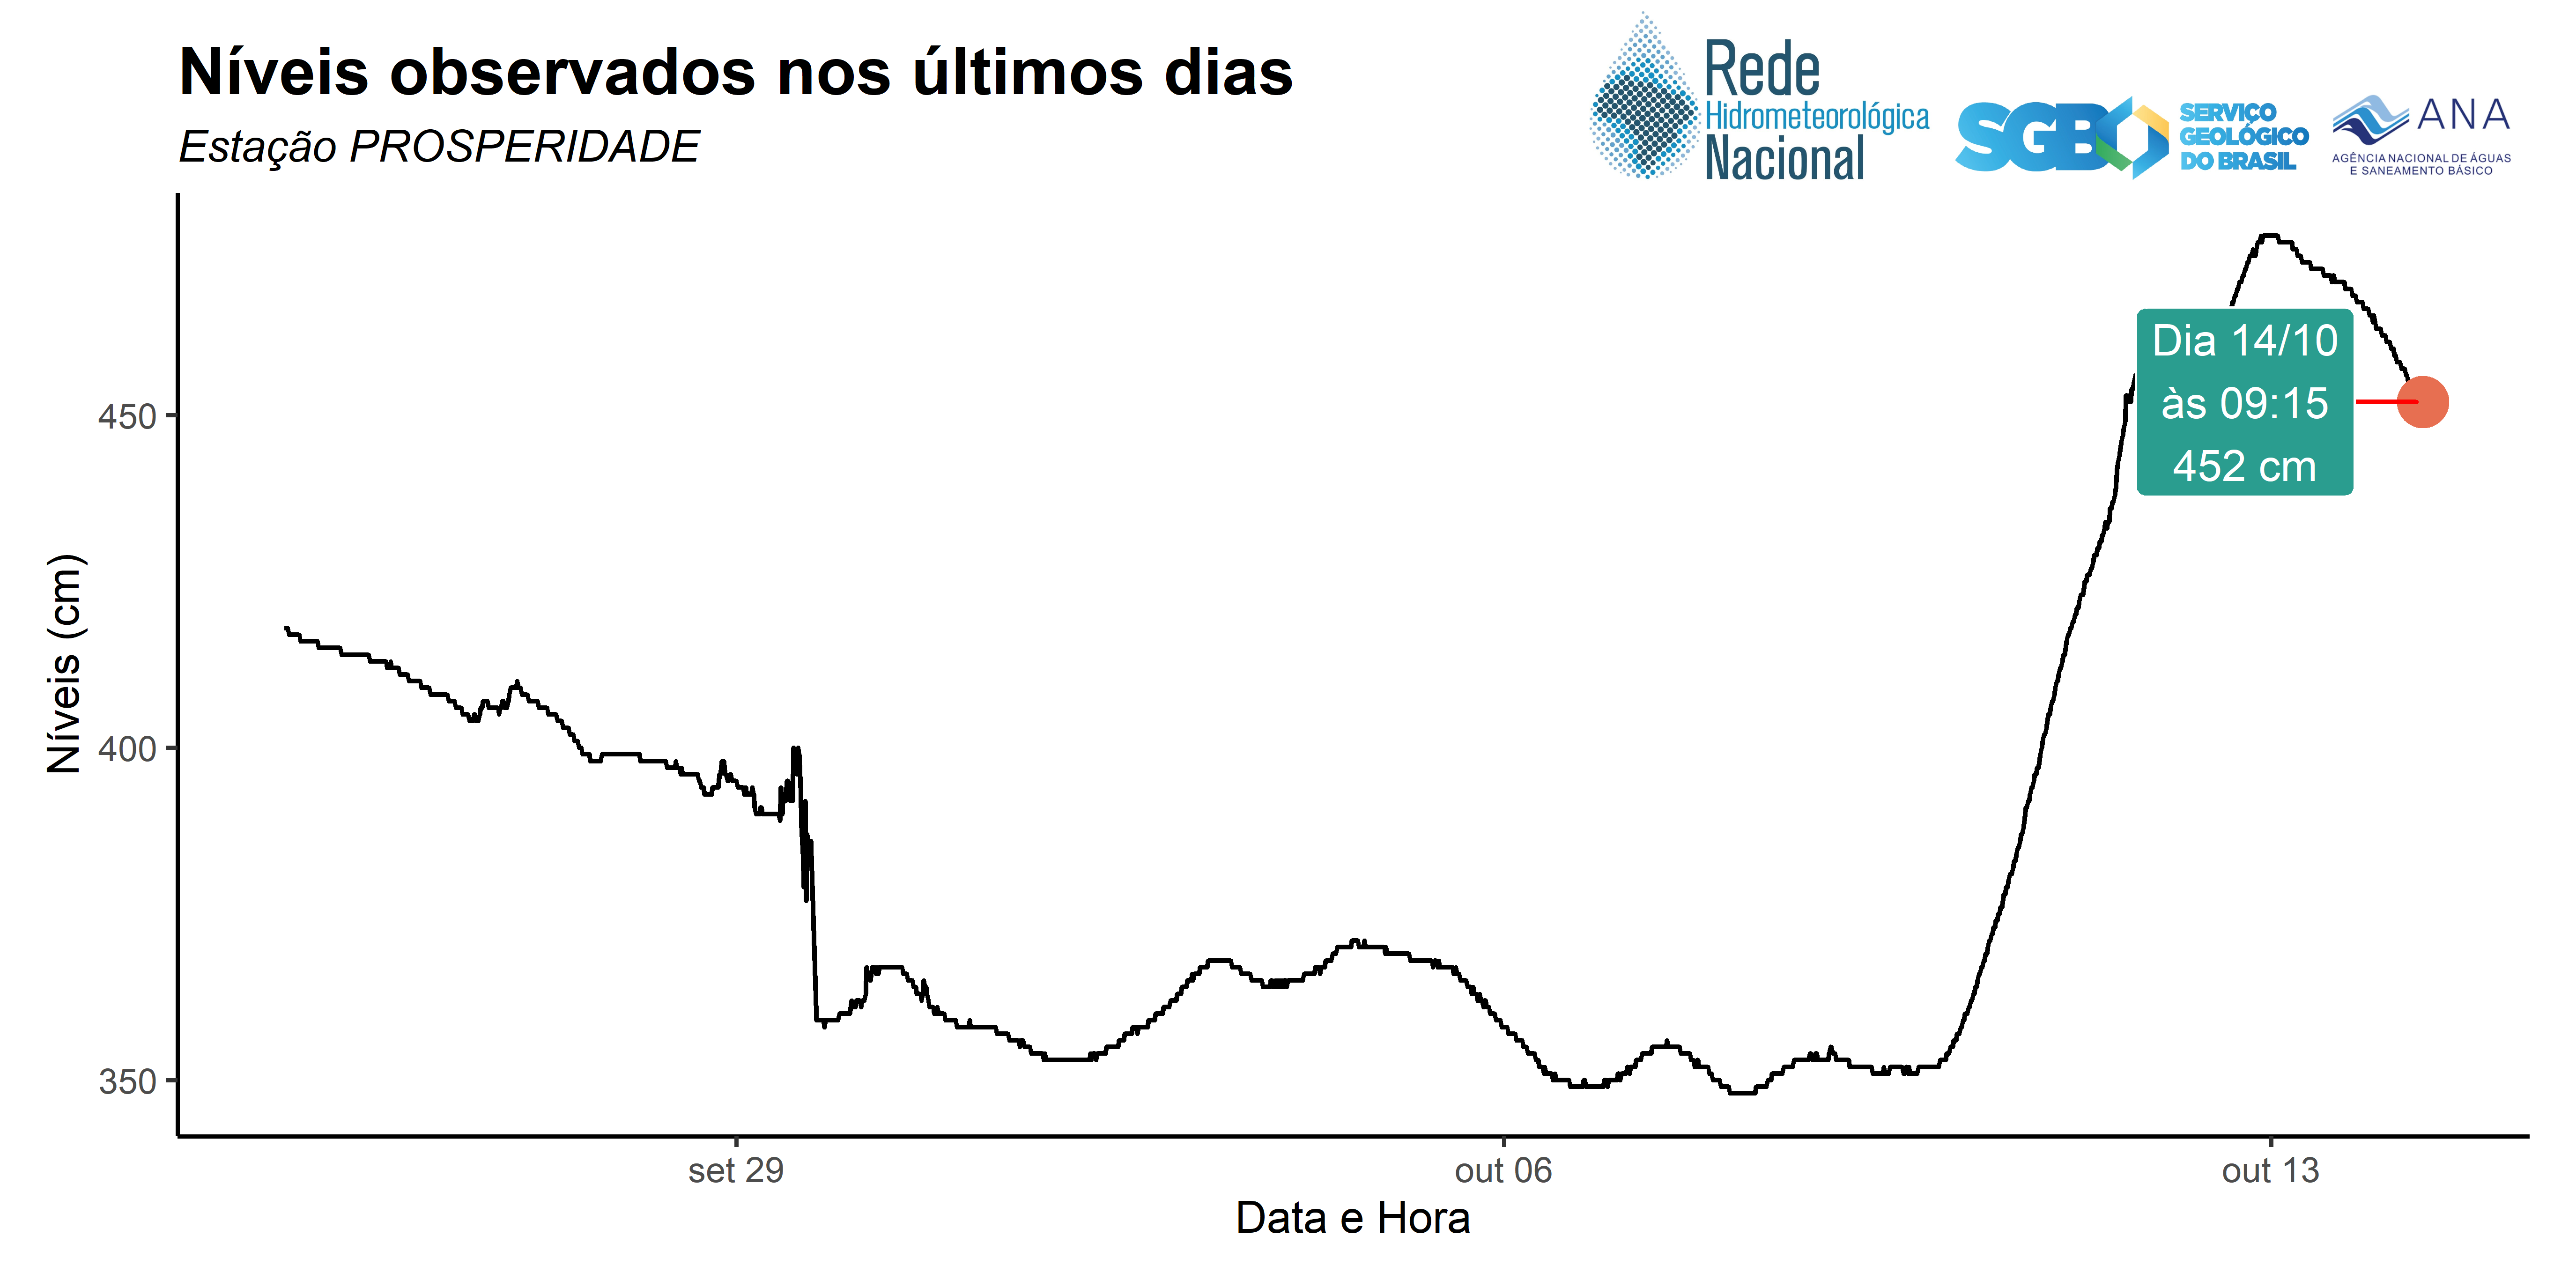 Níveis observados nos últimos dias
Estação PROSPERIDADE
Rede
Hidrometeorológica
Nacional
SGB
SERVIÇO
GEOLÓGICO
DO BRASIL
ANA
AGÊNCIA NACIONAL DE ÁGUAS
E SANEAMENTO BÁSICO
Níveis (cm)
450
400
350
Dia 14/10
às 09:15
452 cm
set 29
out 06
out 13
Data e Hora